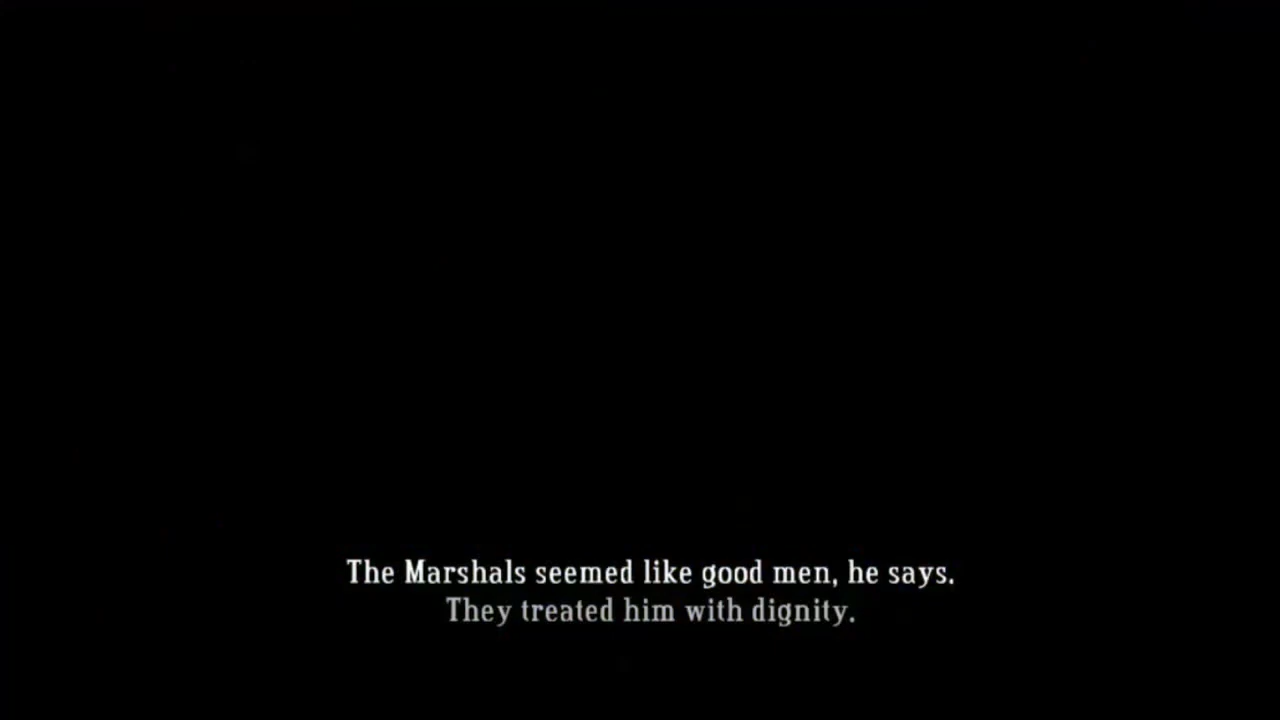 The Marshals seemed like good men, he says.
They treated him with dignity.